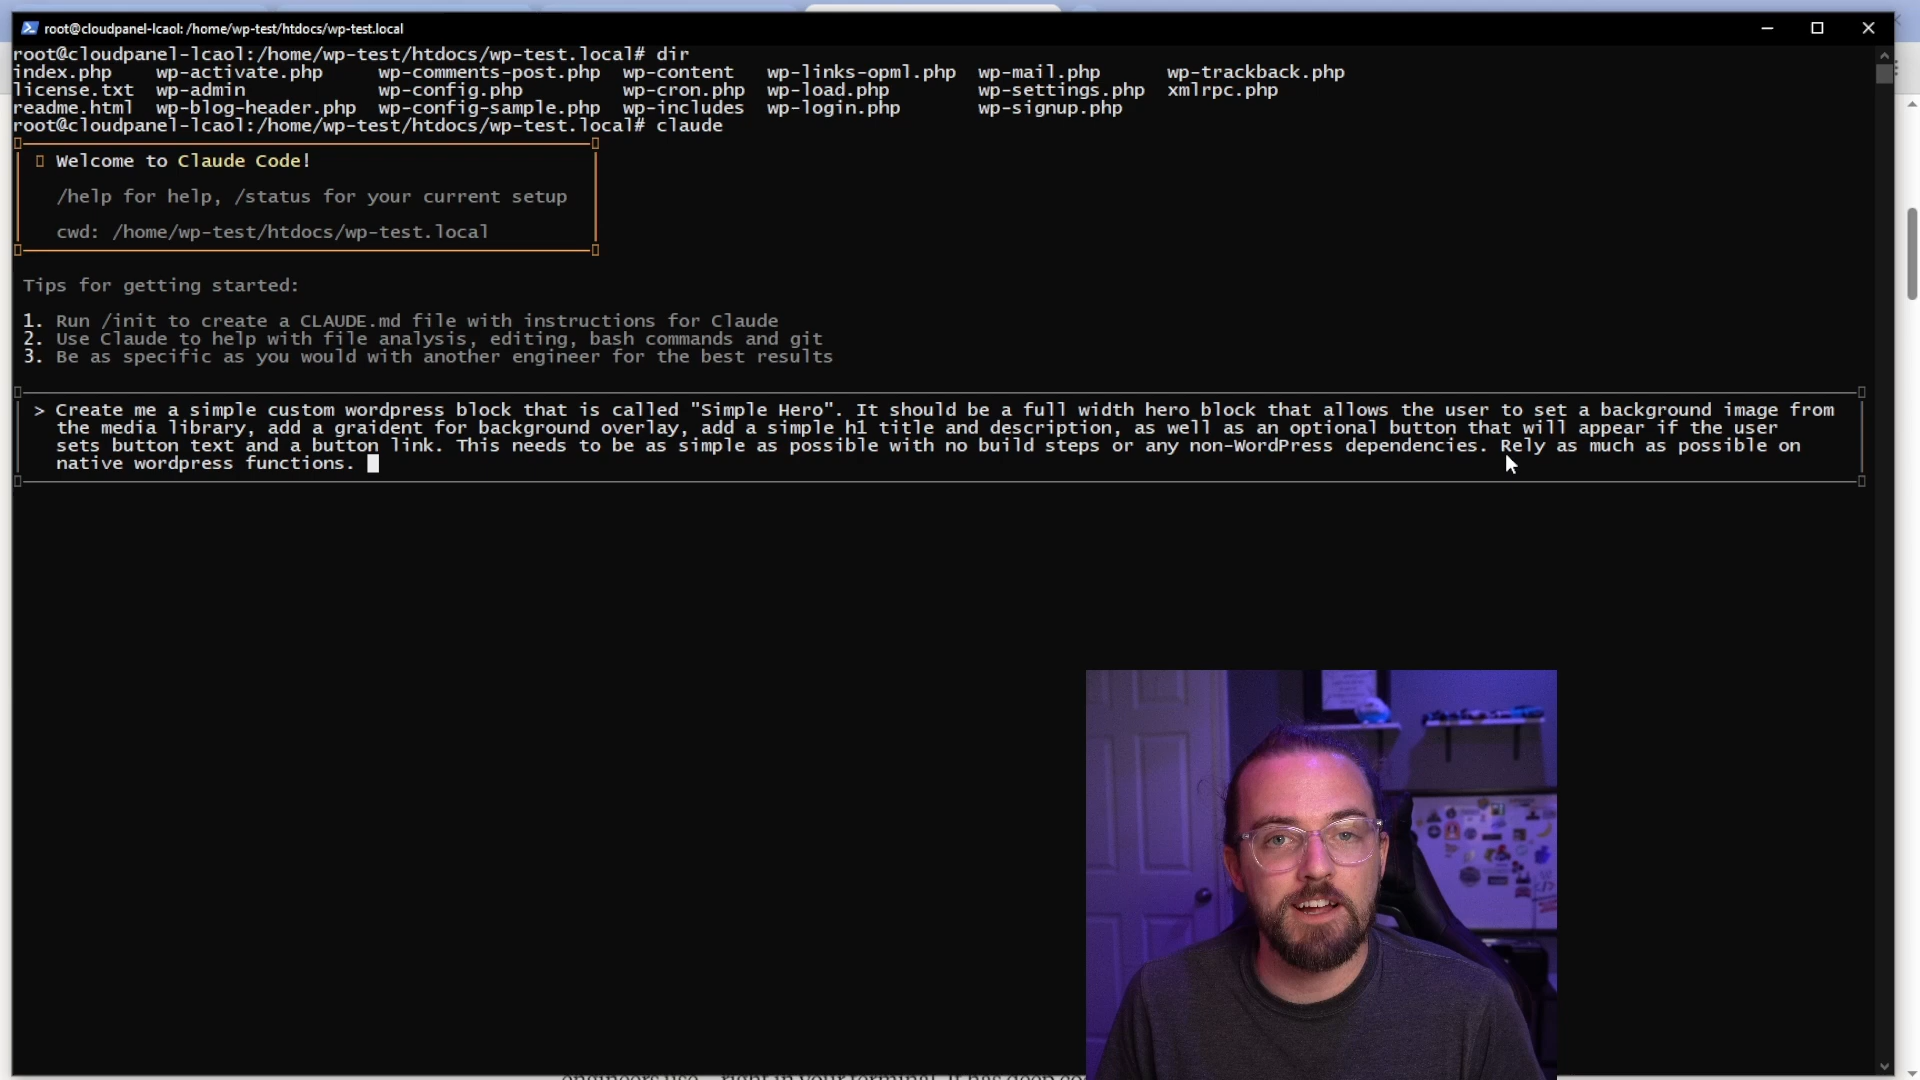 root@cloudpanel-lcaol: /home/wp-test/htdocs/wp-test.local
root@cloudpanel-lcaol:/home/wp-test/htdocs/wp-test.local# dir
index.php wp-activate.php wp-comments-post.php wp-content wp-links-opml.php wp-mail.php wp-trackback.php
license.txt wp-admin wp-config.php wp-cron.php wp-load.php wp-settings.php xmlrpc.php
readme.html wp-blog-header.php wp-config-sample.php wp-includes wp-login.php wp-signup.php
root@cloudpanel-lcaol:/home/wp-test/htdocs/wp-test.local# claude
Welcome to Claude Code!
/help for help, /status for your current setup
cwd: /home/wp-test/htdocs/wp-test.local
Tips for getting started:
1. Run /init to create a CLAUDE.md file with instructions for Claude
2. Use Claude to help with file analysis, editing, bash commands and git
3. Be as specific as you would with another engineer for the best results
> Create me a simple custom wordpress block that is called "Simple Hero". It should be a full width hero block that allows the user to set a background image from
the media library, add a graident for background overlay, add a simple h1 title and description, as well as an optional button that will appear if the user
sets button text and a button link. This needs to be as simple as possible with no build steps or any non-WordPress dependencies. Rely as much as possible on
native wordpress functions.